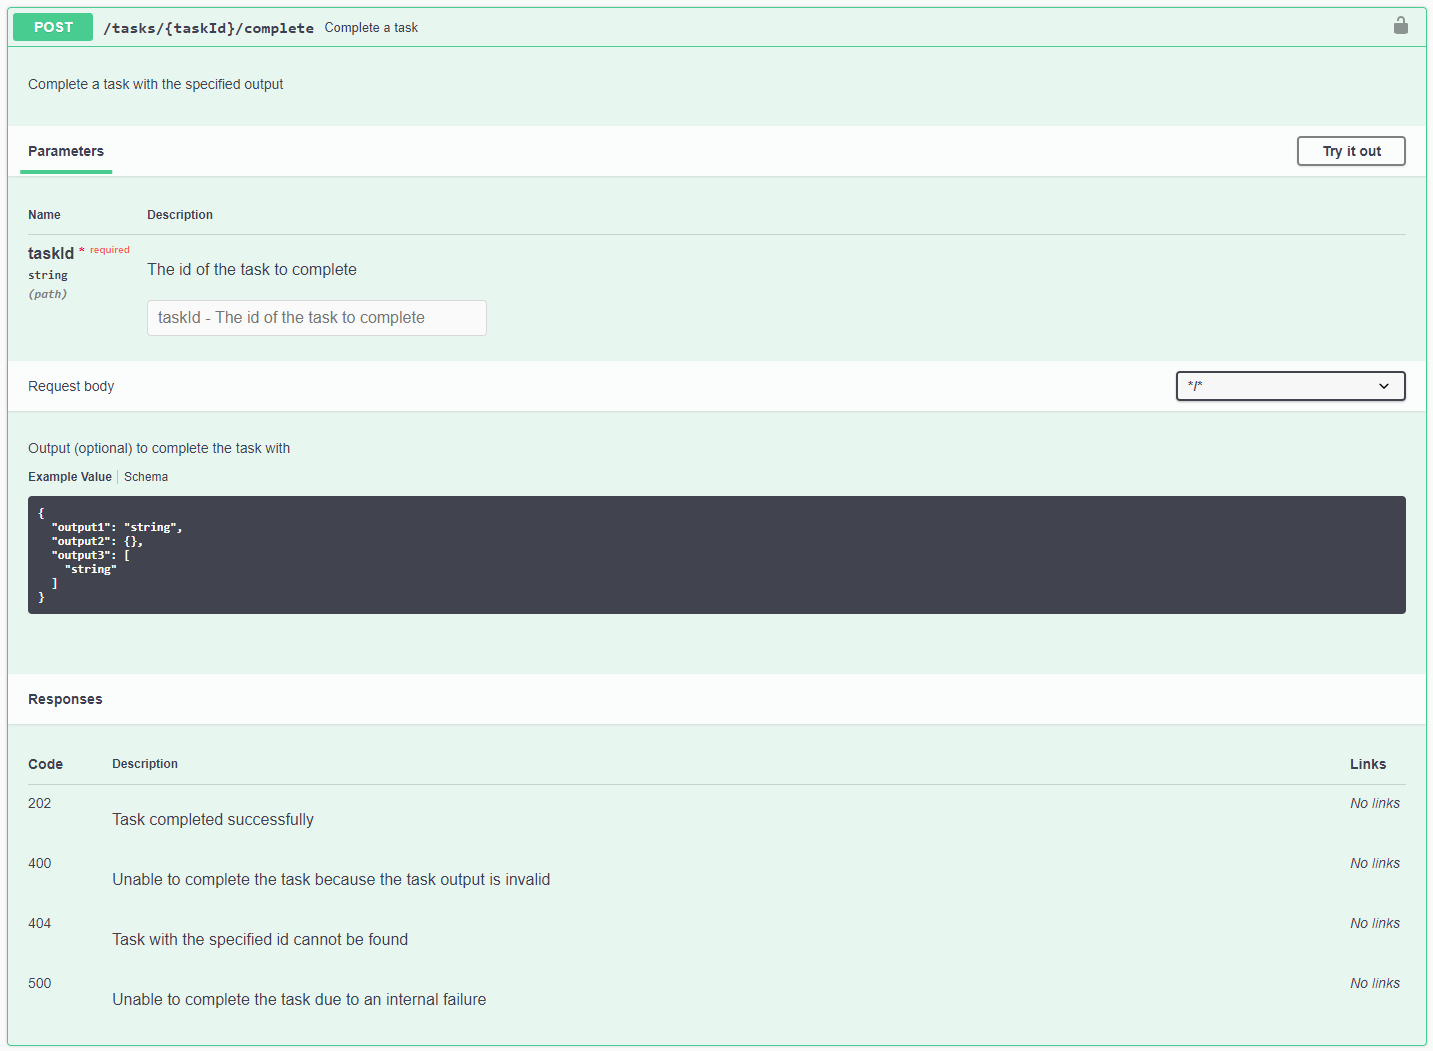 POST /tasks/{taskId}/complete Complete a task
Complete a task with the specified output
Parameters Try it out
Name Description
taskId * required
string
(path)
The id of the task to complete
taskId - The id of the task to complete
Request body */*
Output (optional) to complete the task with
Example Value Schema
{
  "output1": "string",
  "output2": {},
  "output3": [
    "string"
  ]
}
Responses
Code Description Links
202 Task completed successfully No links
400 Unable to complete the task because the task output is invalid No links
404 Task with the specified id cannot be found No links
500 Unable to complete the task due to an internal failure No links